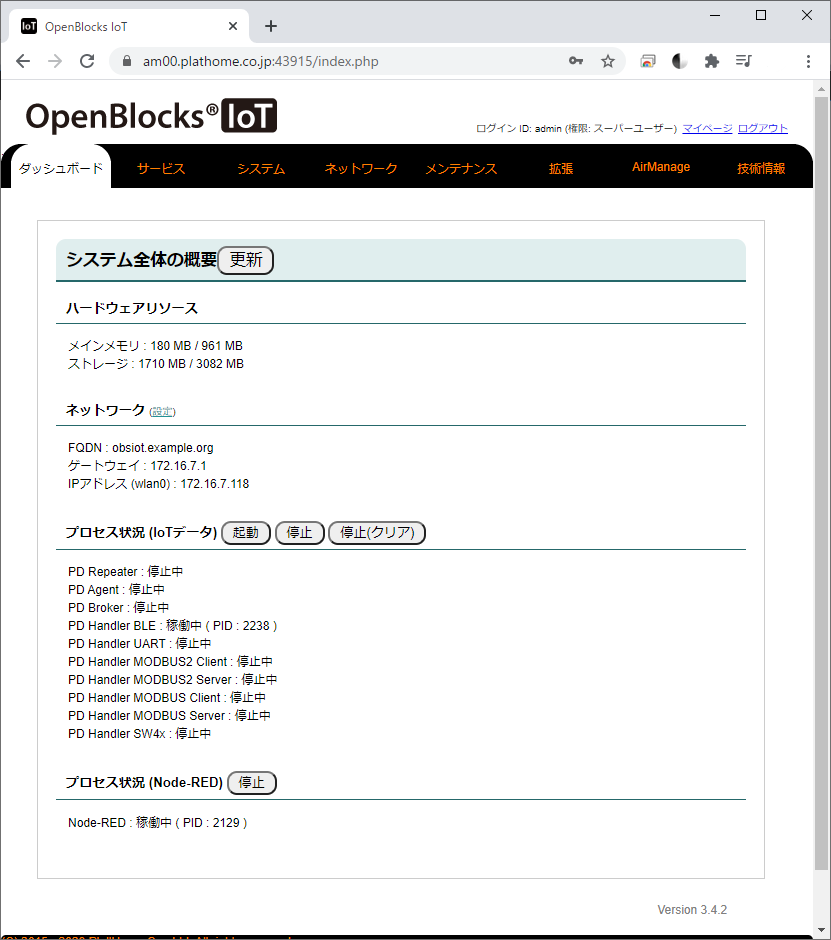 IoT OpenBlocks IoT
am00.plathome.co.jp:43915/index.php
OpenBlocks® IoT
ログイン ID: admin (権限: スーパーユーザー) マイページ ログアウト
ダッシュボード サービス システム ネットワーク メンテナンス 拡張 AirManage 技術情報
システム全体の概要 更新
ハードウェアリソース
メインメモリ : 180 MB / 961 MB
ストレージ : 1710 MB / 3082 MB
ネットワーク (設定)
FQDN : obsiot.example.org
ゲートウェイ : 172.16.7.1
IPアドレス (wlan0) : 172.16.7.118
プロセス状況 (IoTデータ) 起動 停止 停止(クリア)
PD Repeater : 停止中
PD Agent : 停止中
PD Broker : 停止中
PD Handler BLE : 稼働中 ( PID : 2238 )
PD Handler UART : 停止中
PD Handler MODBUS2 Client : 停止中
PD Handler MODBUS2 Server : 停止中
PD Handler MODBUS Client : 停止中
PD Handler MODBUS Server : 停止中
PD Handler SW4x : 停止中
プロセス状況 (Node-RED) 停止
Node-RED : 稼働中 ( PID : 2129 )
Version 3.4.2